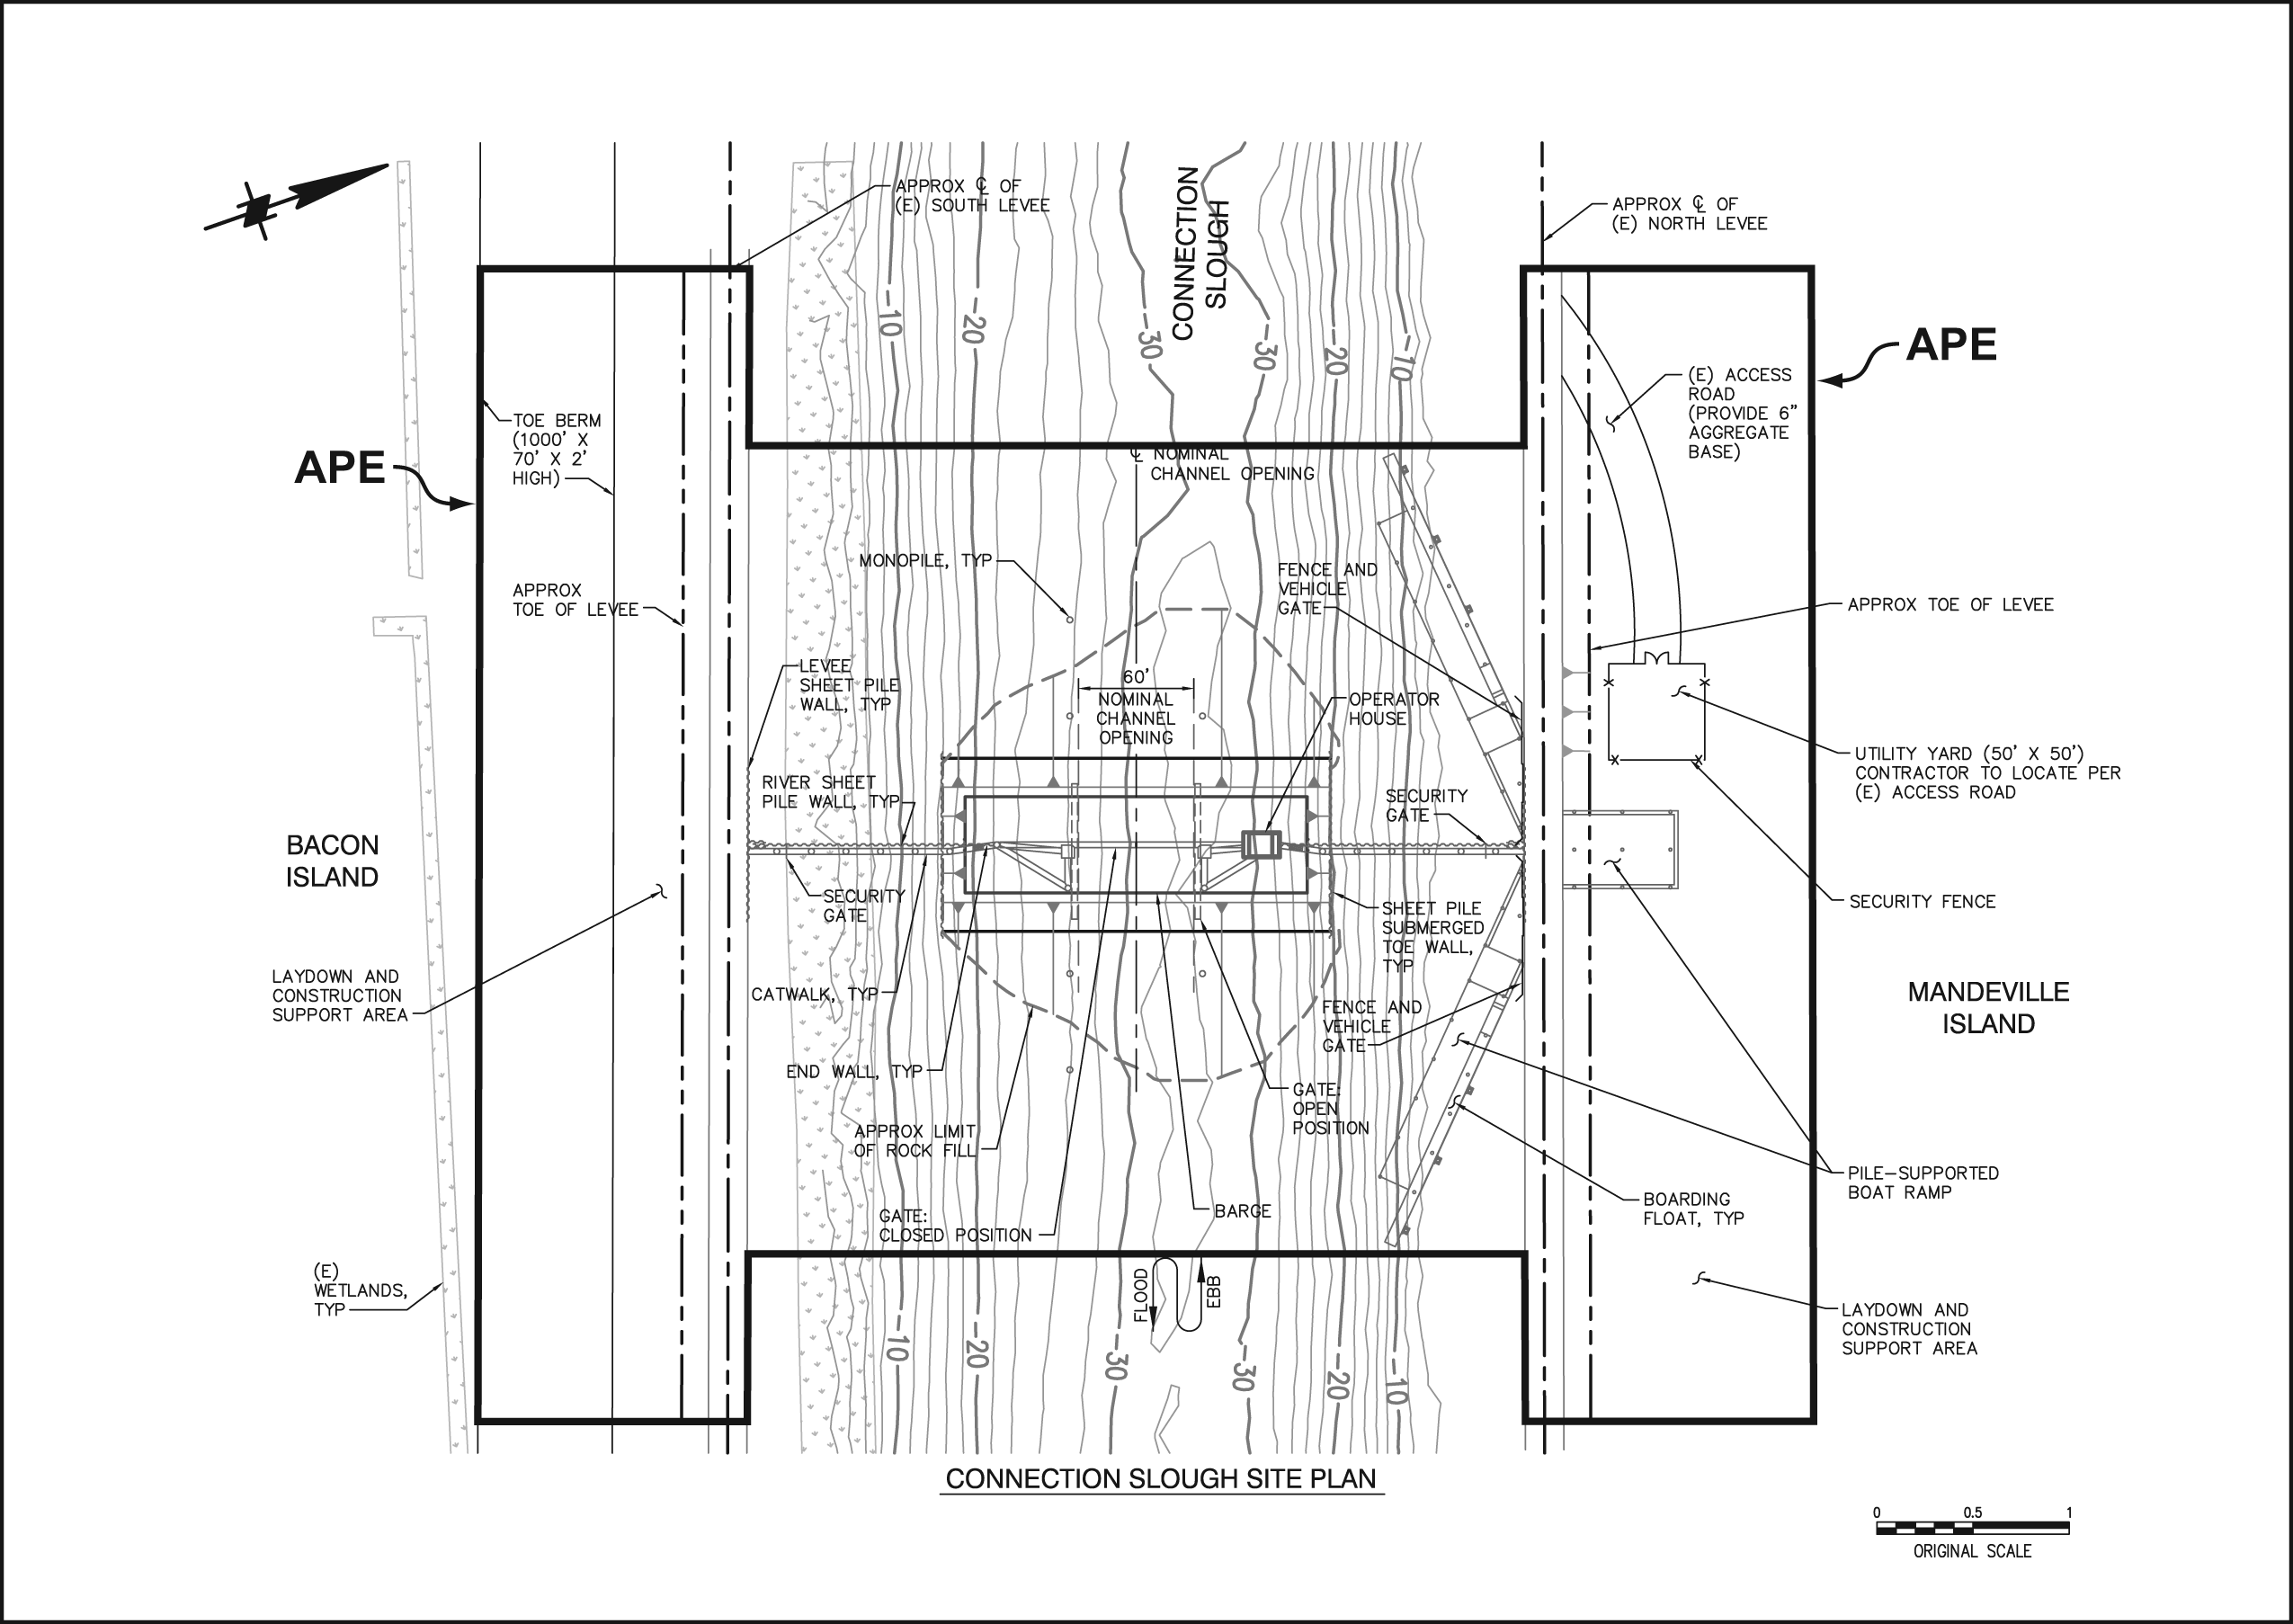 APPROX ℄ OF
(E) SOUTH LEVEE
CONNECTION
SLOUGH
APPROX ℄ OF
(E) NORTH LEVEE
10
20
30
30
20
10
APE
(E) ACCESS
ROAD
(PROVIDE 6"
AGGREGATE
BASE)
TOE BERM
(1000' X
70' X 2'
HIGH)
APE
℄ NOMINAL
CHANNEL OPENING
MONOPILE, TYP
FENCE AND
VEHICLE
GATE
APPROX
TOE OF LEVEE
APPROX TOE OF LEVEE
LEVEE
SHEET PILE
WALL, TYP
60'
NOMINAL
CHANNEL
OPENING
OPERATOR
HOUSE
UTILITY YARD (50' X 50')
CONTRACTOR TO LOCATE PER
(E) ACCESS ROAD
RIVER SHEET
PILE WALL, TYP
SECURITY
GATE
BACON
ISLAND
SECURITY
GATE
SHEET PILE
SUBMERGED
TOE WALL,
TYP
SECURITY FENCE
LAYDOWN AND
CONSTRUCTION
SUPPORT AREA
CATWALK, TYP
FENCE AND
VEHICLE
GATE
MANDEVILLE
ISLAND
END WALL, TYP
GATE:
OPEN
POSITION
APPROX LIMIT
OF ROCK FILL
PILE-SUPPORTED
BOAT RAMP
BOARDING
FLOAT, TYP
GATE:
CLOSED POSITION
BARGE
(E)
WETLANDS,
TYP
FLOOD
EBB
LAYDOWN AND
CONSTRUCTION
SUPPORT AREA
10
20
30
30
20
10
CONNECTION SLOUGH SITE PLAN
0 0.5 1
ORIGINAL SCALE